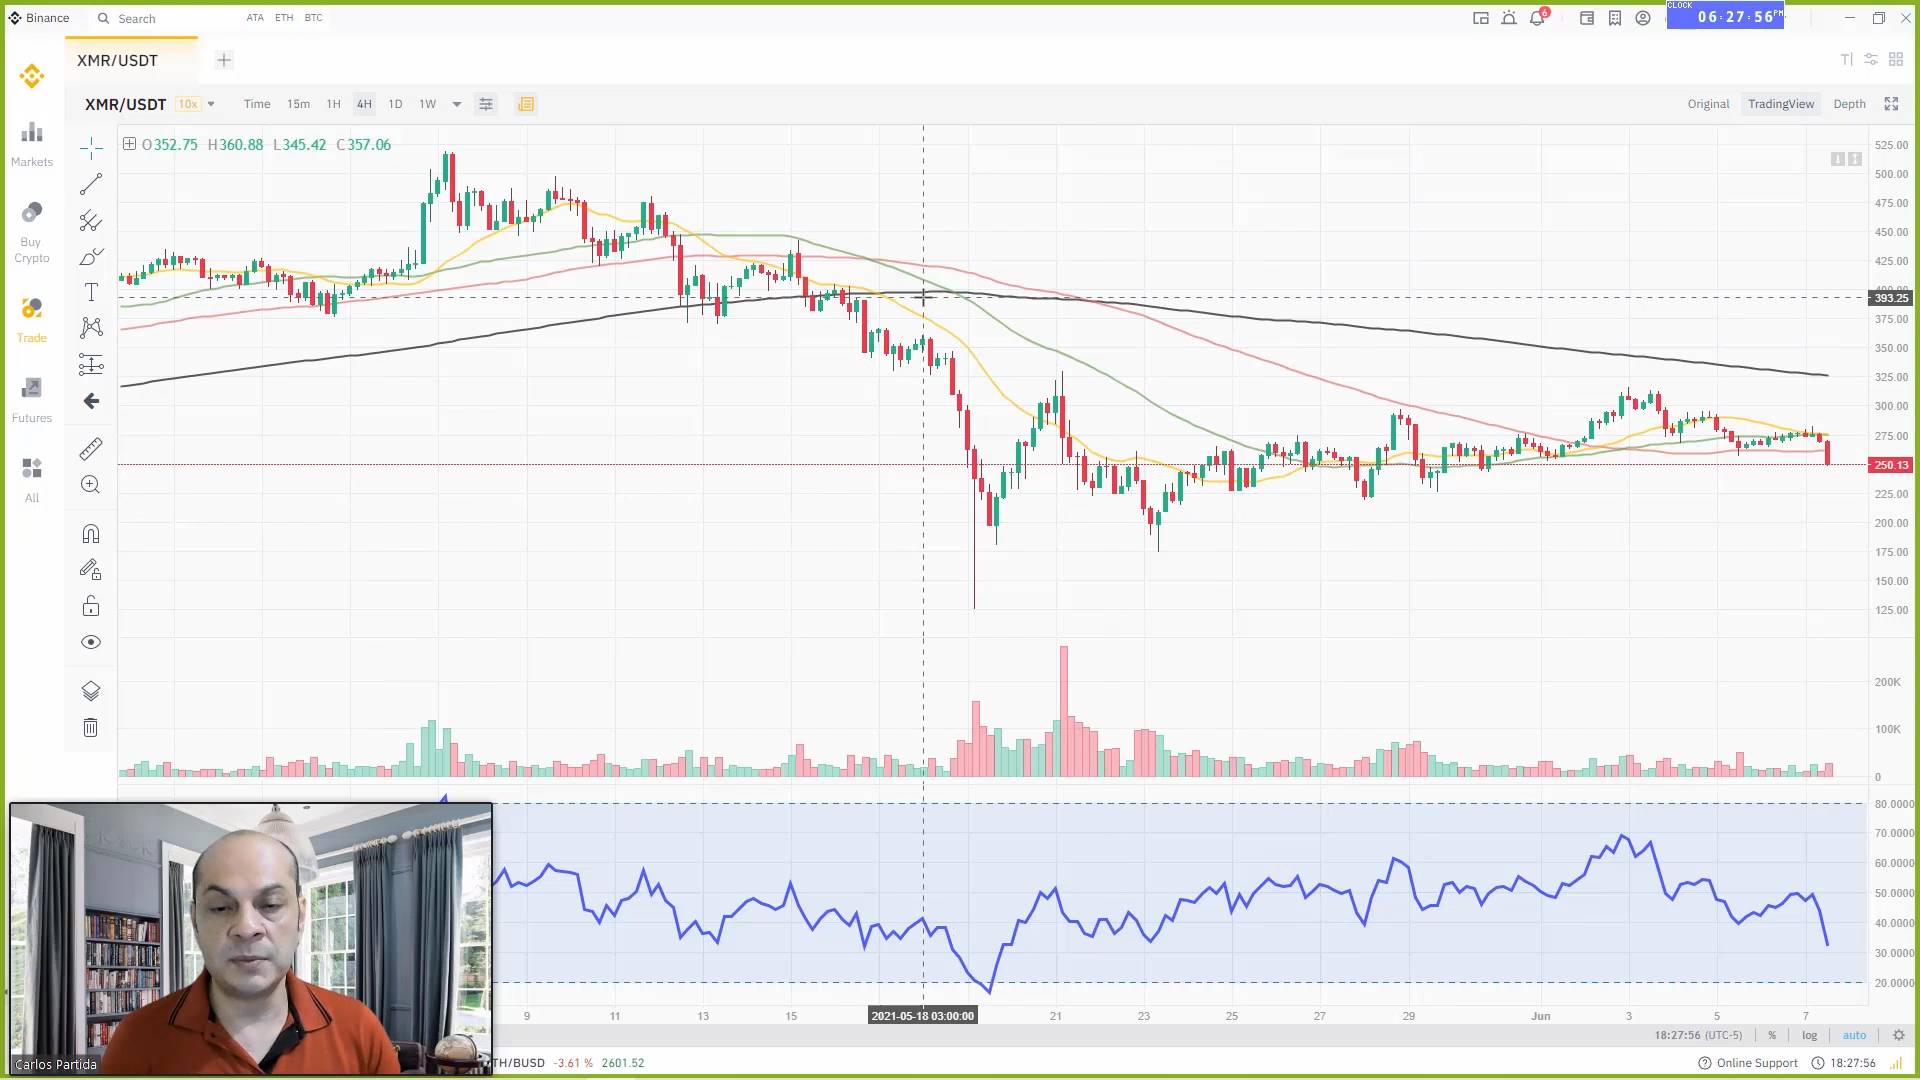 Binance
Search
ATA ETH BTC
6
CLOCK
06:27:56 PM
XMR/USDT
XMR/USDT 10x Time 15m 1H 4H 1D 1W
Original TradingView Depth
O352.75 H360.88 L345.42 C357.06
Markets
Buy
Crypto
Trade
Futures
All
525.00
500.00
475.00
450.00
425.00
400.00
393.25
375.00
350.00
325.00
300.00
275.00
250.13
225.00
200.00
175.00
150.00
125.00
200K
100K
0
80.0000
70.0000
60.0000
50.0000
40.0000
30.0000
20.0000
9 11 13 15 2021-05-18 03:00:00 21 23 25 27 29 Jun 3 5 7
18:27:56 (UTC-5) % log auto
Carlos Partida
TH/BUSD -3.61 % 2601.52
Online Support 18:27:56